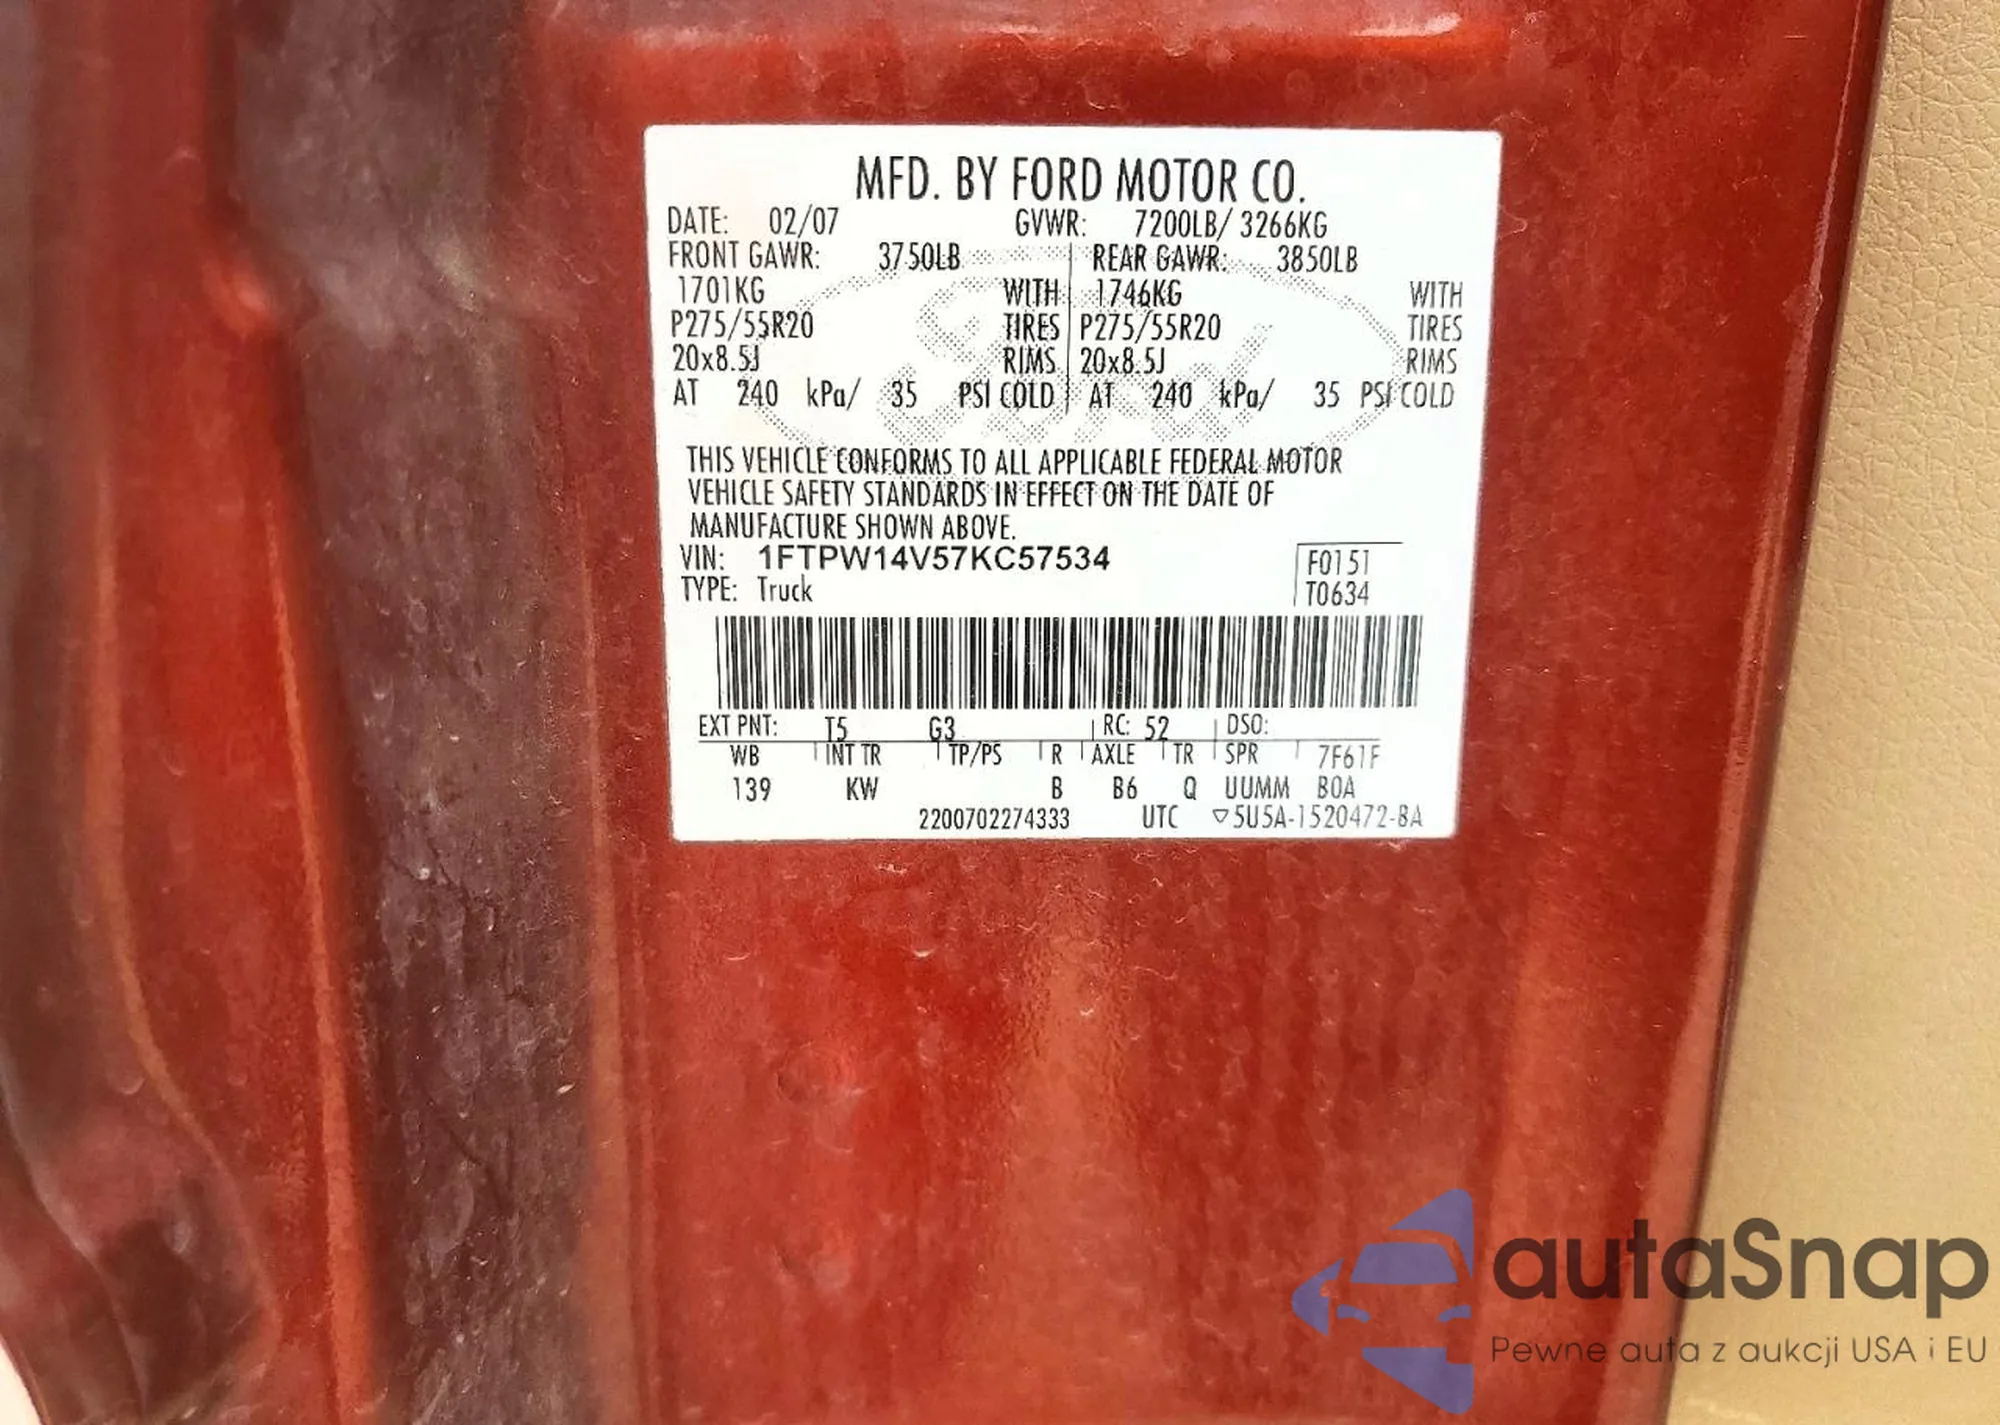 MFD. BY FORD MOTOR CO.
DATE: 02/07 GVWR: 7200LB/ 3266KG
FRONT GAWR: 3750LB REAR GAWR: 3850LB
1701KG WITH 1746KG WITH
P275/55R20 TIRES P275/55R20 TIRES
20x8.5J RIMS 20x8.5J RIMS
AT 240 kPa/ 35 PSI COLD AT 240 kPa/ 35 PSI COLD
Ford
THIS VEHICLE CONFORMS TO ALL APPLICABLE FEDERAL MOTOR
VEHICLE SAFETY STANDARDS IN EFFECT ON THE DATE OF
MANUFACTURE SHOWN ABOVE.
VIN: 1FTPW14V57KC57534 F0151
TYPE: Truck T0634
EXT PNT: T5 G3 RC: 52 DSO:
WB INT TR TP/PS R AXLE TR SPR 7F61F
139 KW B B6 Q UUMM B0A
2200702274333 UTC ▽5U5A-1520472-BA
autaSnap
Pewne auta z aukcji USA i EU